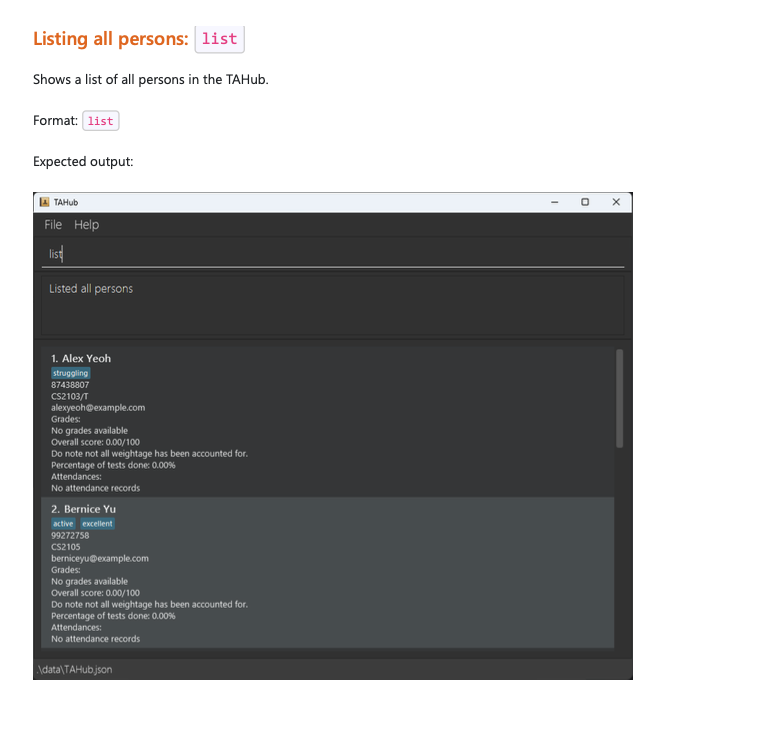 Listing all persons: list
Shows a list of all persons in the TAHub.
Format: list
Expected output:
TAHub
File Help
list
Listed all persons
1. Alex Yeoh
struggling
87438807
CS2103/T
alexyeoh@example.com
Grades:
No grades available
Overall score: 0.00/100
Do note not all weightage has been accounted for.
Percentage of tests done: 0.00%
Attendances:
No attendance records
2. Bernice Yu
active excellent
99272758
CS2105
berniceyu@example.com
Grades:
No grades available
Overall score: 0.00/100
Do note not all weightage has been accounted for.
Percentage of tests done: 0.00%
Attendances:
No attendance records
.\data\TAHub.json